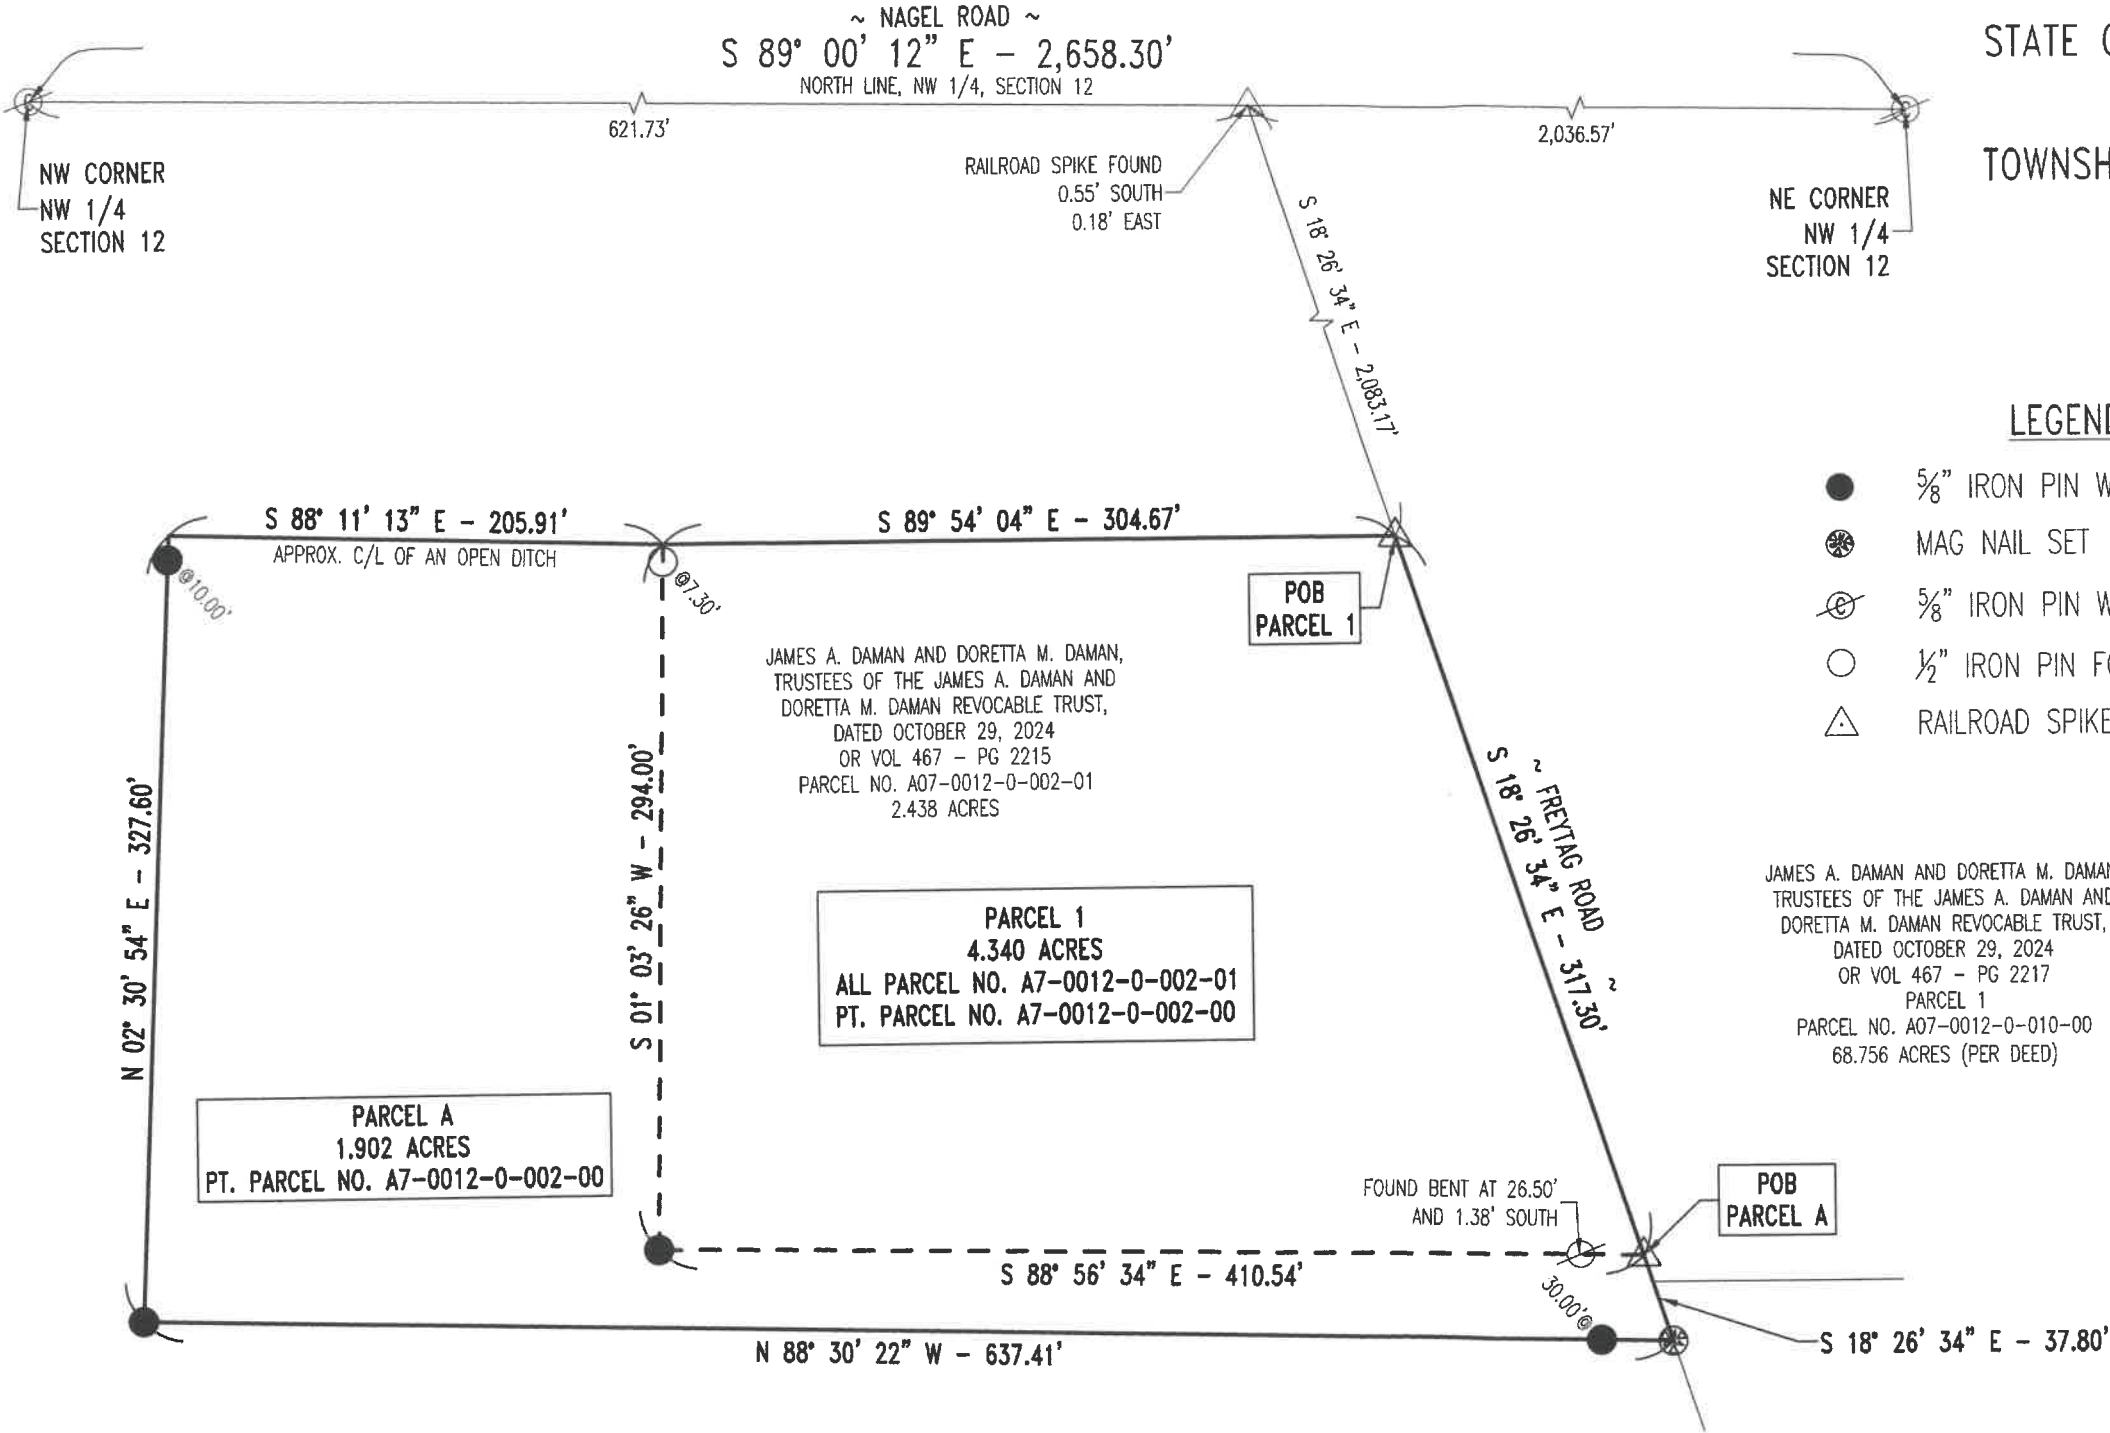 ~ NAGEL ROAD ~
S 89° 00' 12" E - 2,658.30'
NORTH LINE, NW 1/4, SECTION 12
621.73'
2,036.57'
NW CORNER
NW 1/4
SECTION 12
RAILROAD SPIKE FOUND
0.55' SOUTH
0.18' EAST
NE CORNER
NW 1/4
SECTION 12
STATE
S 18° 26' 34" E - 2,083.17'
LEGEND
5/8" IRON PIN
MAG NAIL SET
5/8" IRON PIN
1/2" IRON PIN
RAILROAD SPIKE
S 88° 11' 13" E - 205.91'
APPROX. C/L OF AN OPEN DITCH
S 89° 54' 04" E - 304.67'
@10.00'
@7.30'
POB
PARCEL 1
JAMES A. DAMAN AND DORETTA M. DAMAN,
TRUSTEES OF THE JAMES A. DAMAN AND
DORETTA M. DAMAN REVOCABLE TRUST,
DATED OCTOBER 29, 2024
OR VOL 467 - PG 2215
PARCEL NO. A07-0012-0-002-01
2.438 ACRES
N 02° 30' 54" E - 327.60'
S 01° 03' 26" W - 294.00'
~ FREYTAG ROAD ~
S 18° 26' 34" E - 317.30'
PARCEL 1
4.340 ACRES
ALL PARCEL NO. A7-0012-0-002-01
PT. PARCEL NO. A7-0012-0-002-00
JAMES A. DAMAN AND DORETTA M. DAMAN
TRUSTEES OF THE JAMES A. DAMAN AND
DORETTA M. DAMAN REVOCABLE TRUST,
DATED OCTOBER 29, 2024
OR VOL 467 - PG 2217
PARCEL 1
PARCEL NO. A07-0012-0-010-00
68.756 ACRES (PER DEED)
PARCEL A
1.902 ACRES
PT. PARCEL NO. A7-0012-0-002-00
FOUND BENT AT 26.50'
AND 1.38' SOUTH
POB
PARCEL A
S 88° 56' 34" E - 410.54'
30.00'@
N 88° 30' 22" W - 637.41'
S 18° 26' 34" E - 37.80'